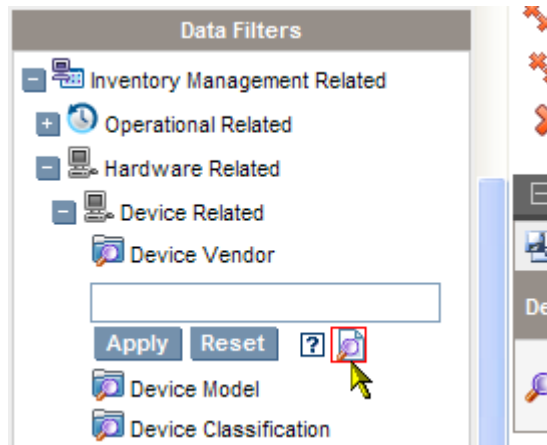 Data Filters
Inventory Management Related
Operational Related
Hardware Related
Device Related
Device Vendor
Apply Reset ?
De
Device Model
Device Classification